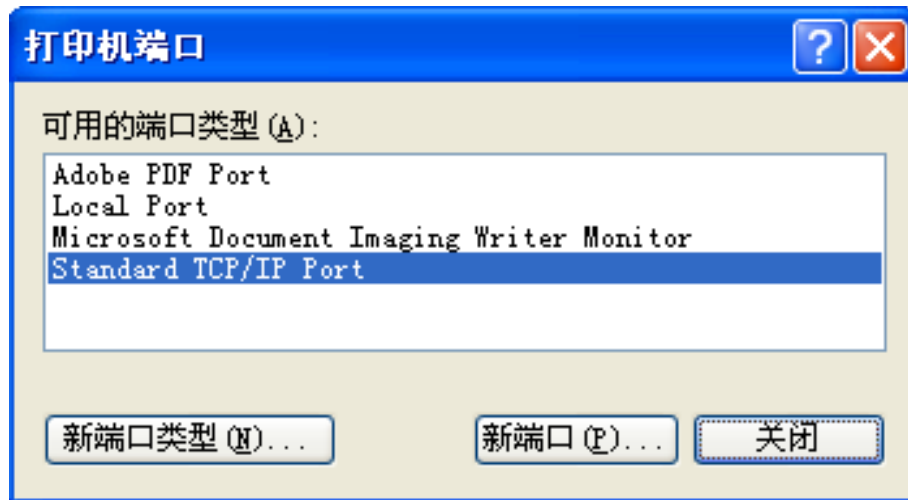 打印机端口
可用的端口类型(A):
Adobe PDF Port
Local Port
Microsoft Document Imaging Writer Monitor
Standard TCP/IP Port
新端口类型(N)... 新端口(P)... 关闭